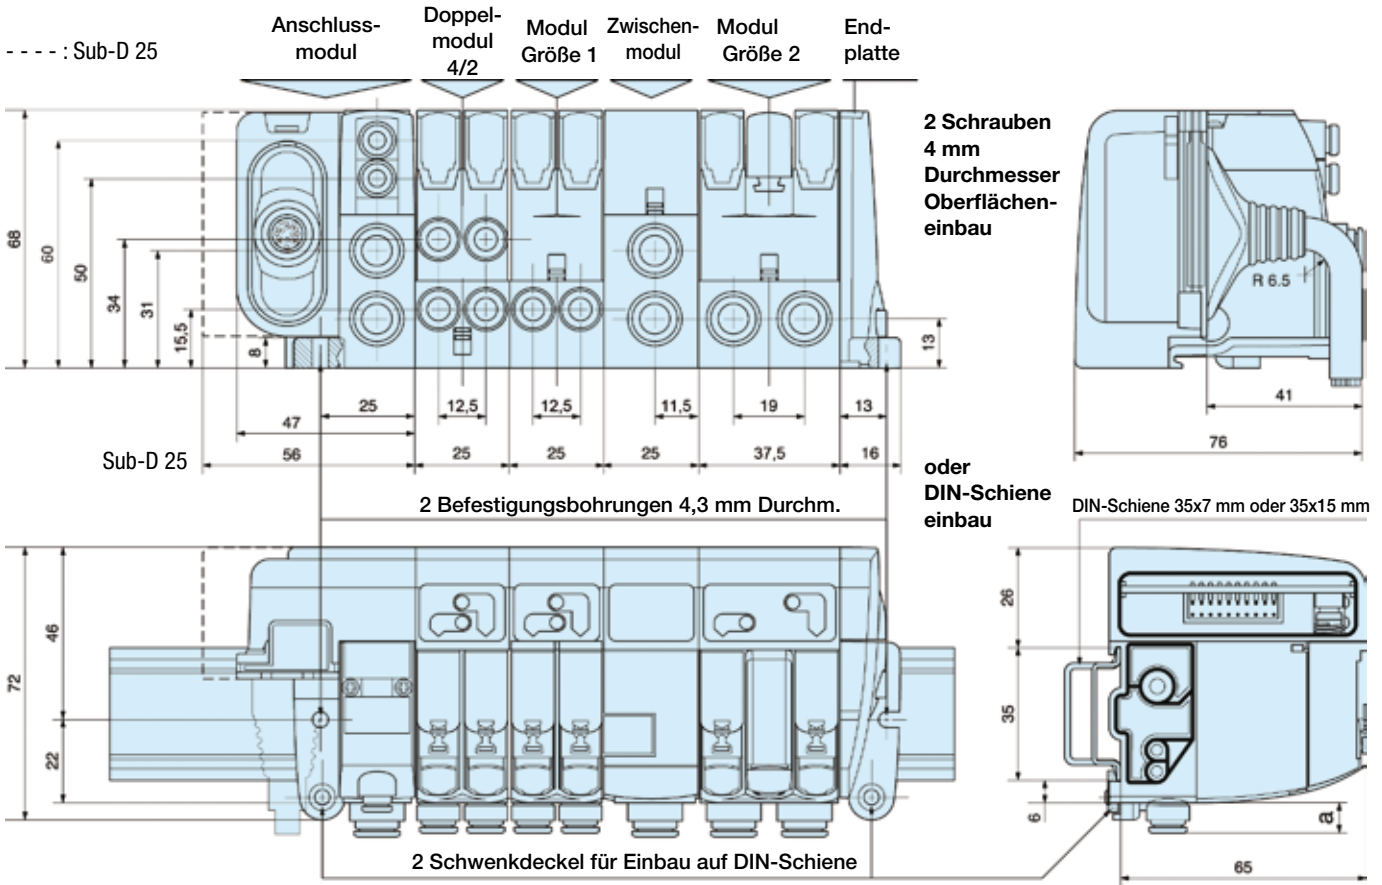 - - - - : Sub-D 25
Anschluss-
modul
Doppel-
modul
4/2
Modul
Größe 1
Zwischen-
modul
Modul
Größe 2
End-
platte
2 Schrauben
4 mm
Durchmesser
Oberflächen-
einbau
68
60
50
34
31
15,5
8
13
R 6.5
25
12,5
12,5
11,5
19
13
41
47
76
Sub-D 25
56
25
25
25
37,5
16
oder
DIN-Schiene
einbau
2 Befestigungsbohrungen 4,3 mm Durchm.
DIN-Schiene 35x7 mm oder 35x15 mm
72
46
22
26
35
6
a
2 Schwenkdeckel für Einbau auf DIN-Schiene
65